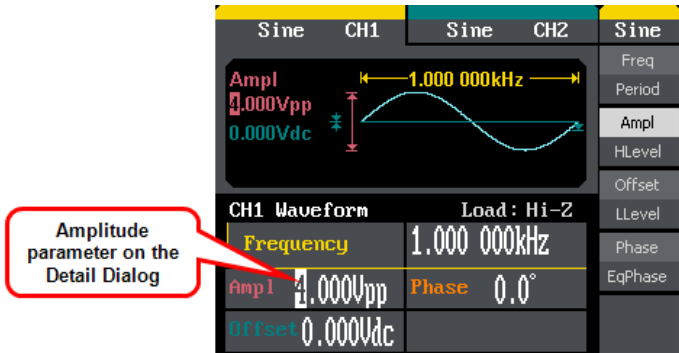 Sine CH1 Sine CH2 Sine
Freq
Period
Ampl
HLevel
Offset
LLevel
Phase
EqPhase
Ampl
1.000 000kHz
4.000Vpp
0.000Vdc
CH1 Waveform Load: Hi-Z
Frequency 1.000 000kHz
Ampl 4.000Vpp Phase 0.0°
Offset 0.000Vdc
Amplitude
parameter on the
Detail Dialog